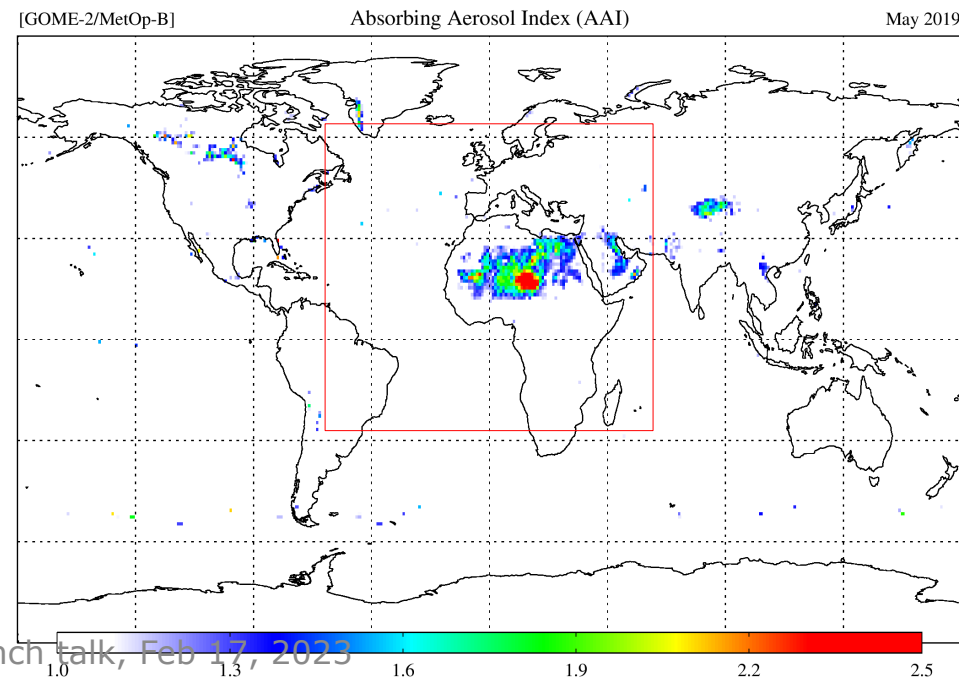 [GOME-2/MetOp-B] Absorbing Aerosol Index (AAI) May 2019
talk, Feb 17, 2023
1.0 1.3 1.6 1.9 2.2 2.5